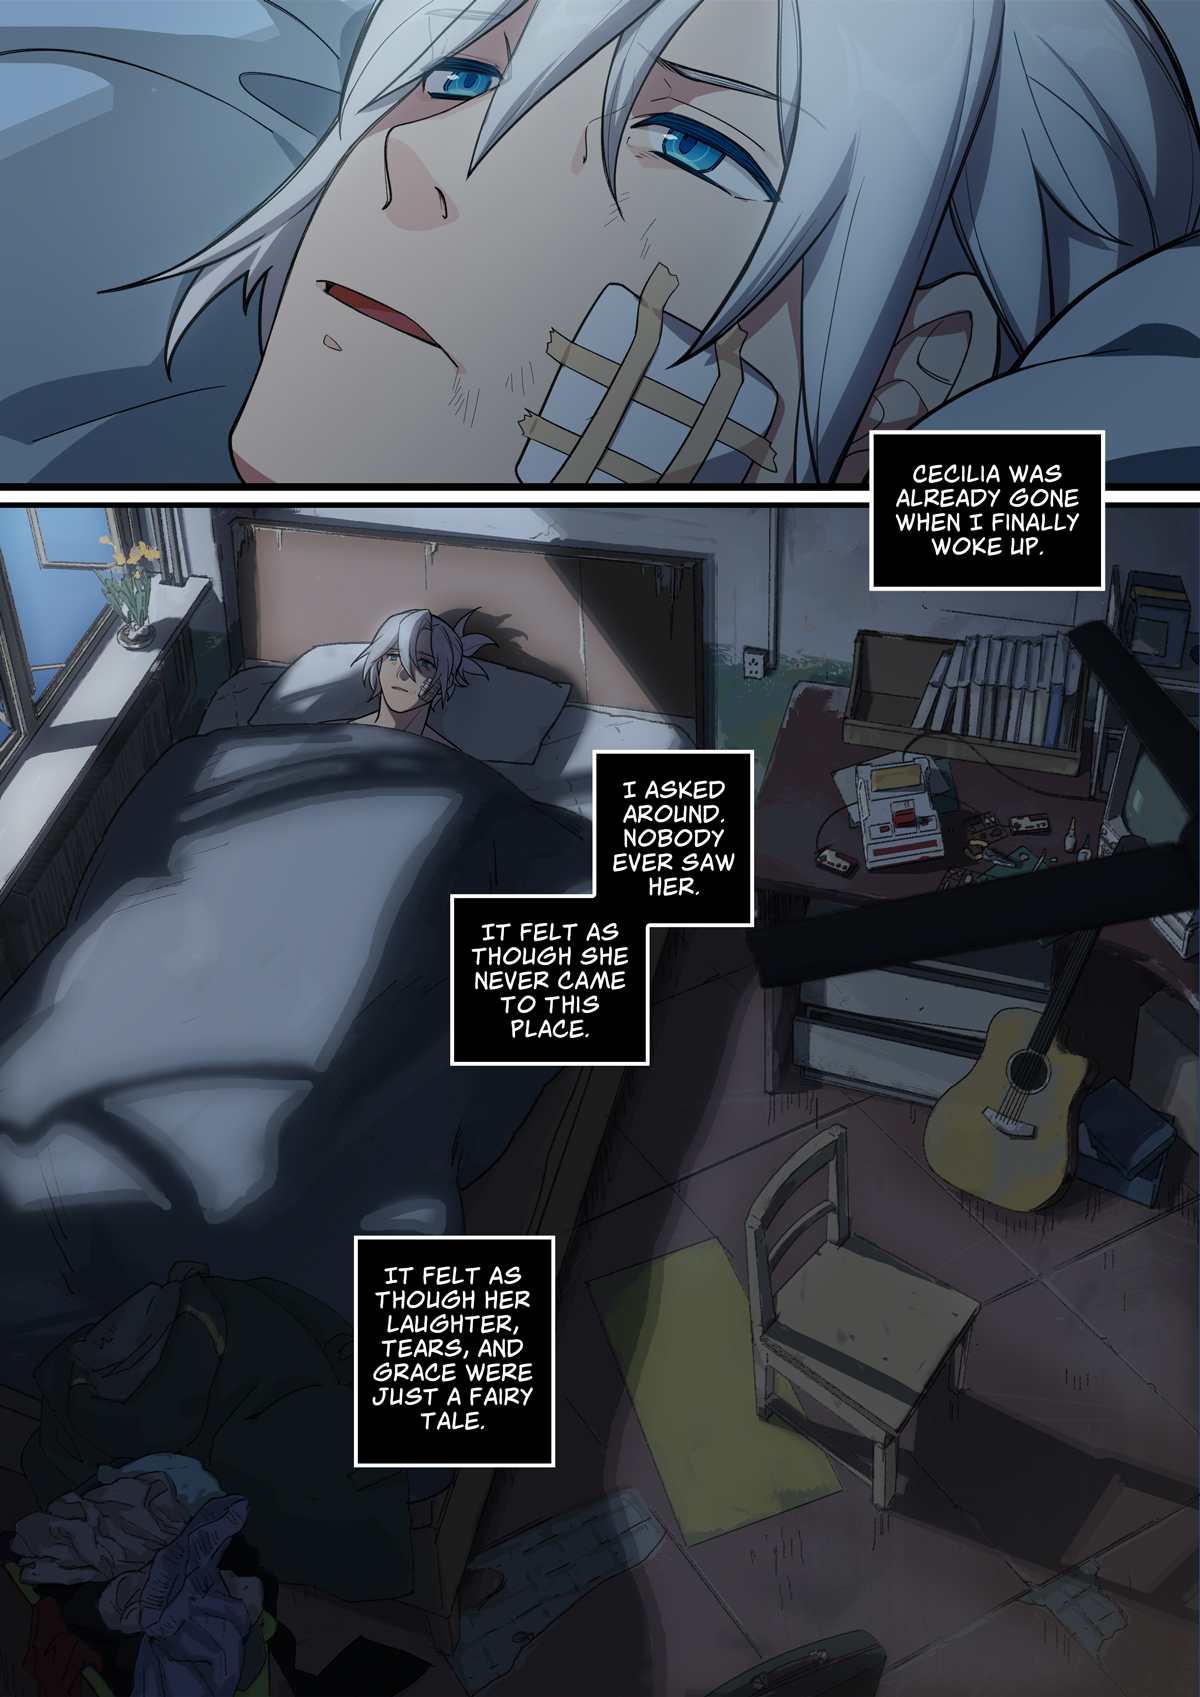 CECILIA WAS
ALREADY GONE
WHEN I FINALLY
WOKE UP.
I ASKED
AROUND.
NOBODY
EVER SAW
HER.
IT FELT AS
THOUGH SHE
NEVER CAME
TO THIS
PLACE.
IT FELT AS
THOUGH HER
LAUGHTER,
TEARS, AND
GRACE WERE
JUST A FAIRY
TALE.